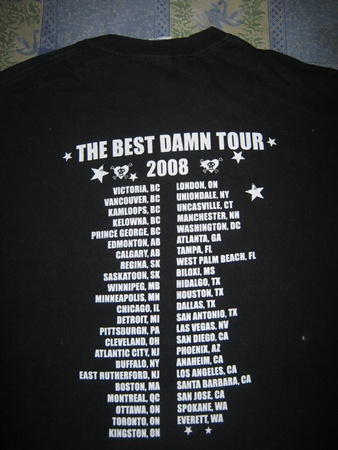 THE BEST DAMN TOUR
2008
VICTORIA, BC
VANCOUVER, BC
KAMLOOPS, BC
KELOWNA, BC
PRINCE GEORGE, BC
EDMONTON, AB
CALGARY, AB
REGINA, SK
SASKATOON, SK
WINNIPEG, MB
MINNEAPOLIS, MN
CHICAGO, IL
DETROIT, MI
PITTSBURGH, PA
CLEVELAND, OH
ATLANTIC CITY, NJ
BUFFALO, NY
EAST RUTHERFORD, NJ
BOSTON, MA
MONTREAL, QC
OTTAWA, ON
TORONTO, ON
KINGSTON, ON
LONDON, ON
UNIONDALE, NY
UNCASVILLE, CT
MANCHESTER, NH
WASHINGTON, DC
ATLANTA, GA
TAMPA, FL
WEST PALM BEACH, FL
BILOXI, MS
HIDALGO, TX
HOUSTON, TX
DALLAS, TX
SAN ANTONIO, TX
LAS VEGAS, NV
SAN DIEGO, CA
PHOENIX, AZ
ANAHEIM, CA
LOS ANGELES, CA
SANTA BARBARA, CA
SAN JOSE, CA
SPOKANE, WA
EVERETT, WA